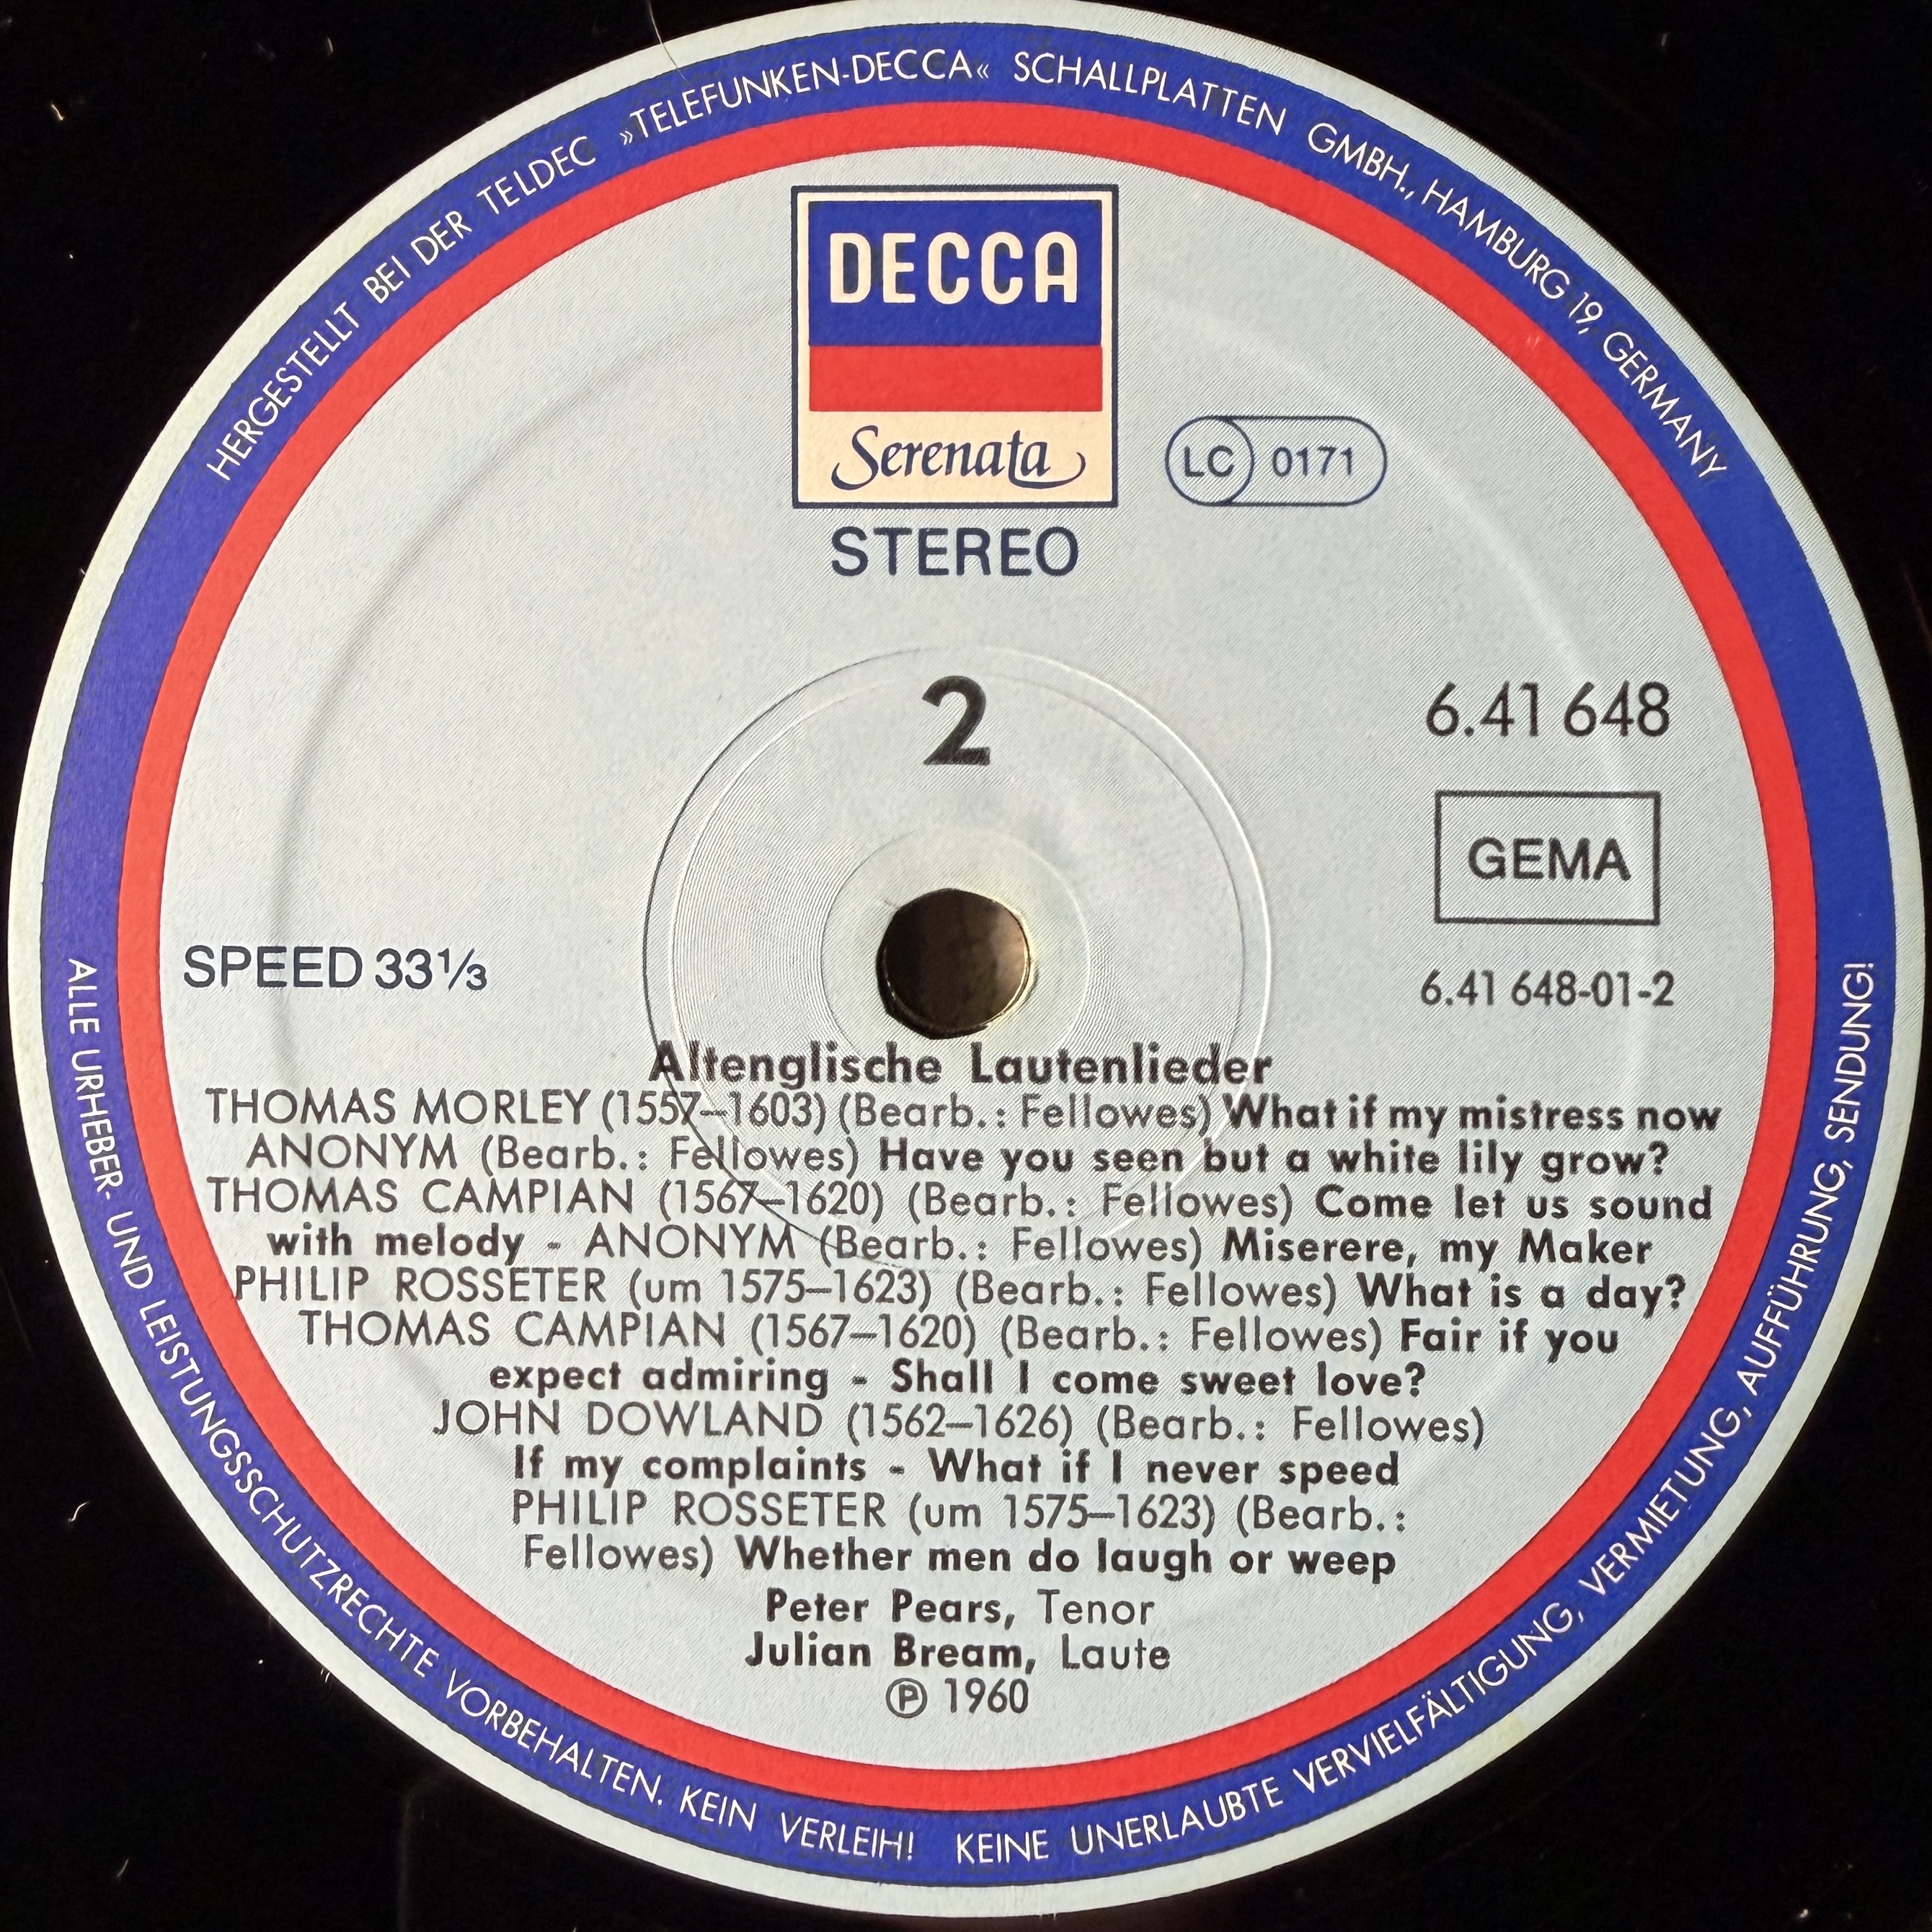 HERGESTELLT BEI DER TELDEC »TELEFUNKEN-DECCA« SCHALLPLATTEN GMBH., HAMBURG 19, GERMANY
DECCA
Serenata
LC 0171
STEREO
2
6.41 648
GEMA
SPEED 33⅓
6.41 648-01-2
Altenglische Lautenlieder
THOMAS MORLEY (1557–1603) (Bearb.: Fellowes) What if my mistress now
ANONYM (Bearb.: Fellowes) Have you seen but a white lily grow?
THOMAS CAMPIAN (1567–1620) (Bearb.: Fellowes) Come let us sound
with melody - ANONYM (Bearb.: Fellowes) Miserere, my Maker
PHILIP ROSSETER (um 1575–1623) (Bearb.: Fellowes) What is a day?
THOMAS CAMPIAN (1567–1620) (Bearb.: Fellowes) Fair if you
expect admiring - Shall I come sweet love?
JOHN DOWLAND (1562–1626) (Bearb.: Fellowes)
If my complaints - What if I never speed
PHILIP ROSSETER (um 1575–1623) (Bearb.:
Fellowes) Whether men do laugh or weep
Peter Pears, Tenor
Julian Bream, Laute
Ⓟ 1960
ALLE URHEBER- UND LEISTUNGSSCHUTZRECHTE VORBEHALTEN. KEIN VERLEIH! KEINE UNERLAUBTE VERVIELFÄLTIGUNG, VERMIETUNG, AUFFÜHRUNG, SENDUNG!